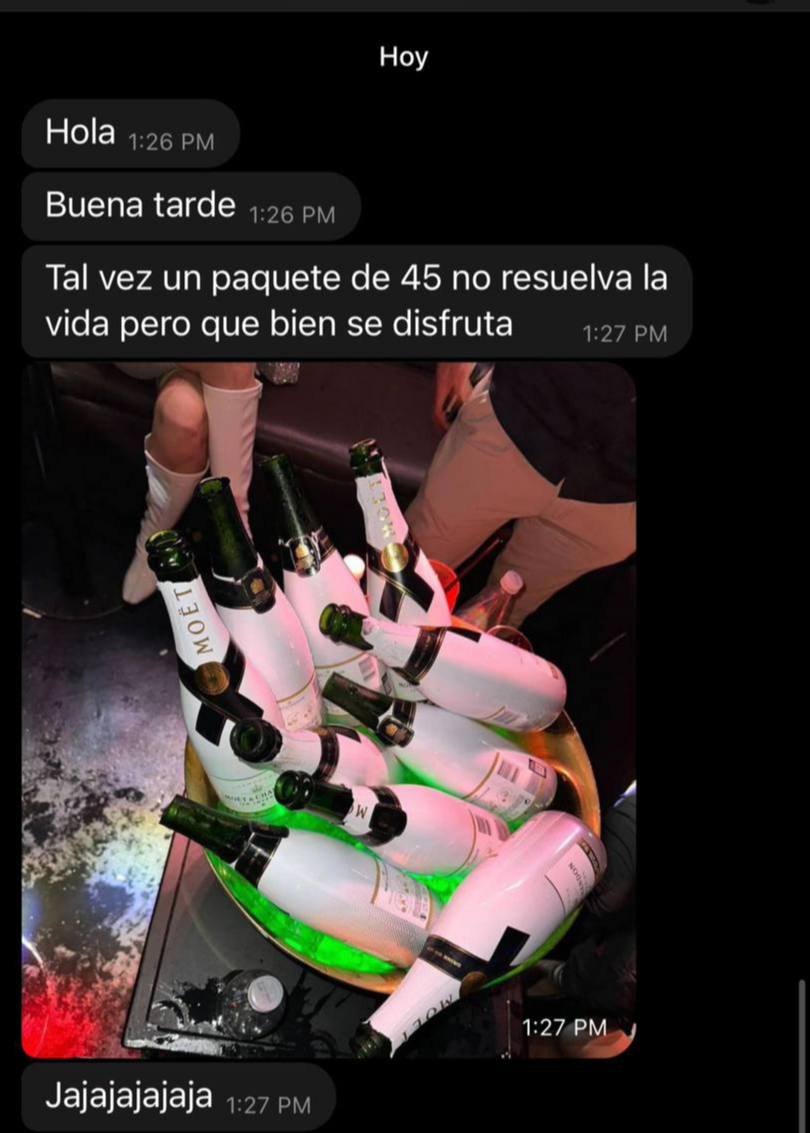 Hoy
Hola 1:26 PM
Buena tarde 1:26 PM
Tal vez un paquete de 45 no resuelva la
vida pero que bien se disfruta 1:27 PM
MOËT
MOËT
MOËT
1:27 PM
Jajajajajaja 1:27 PM